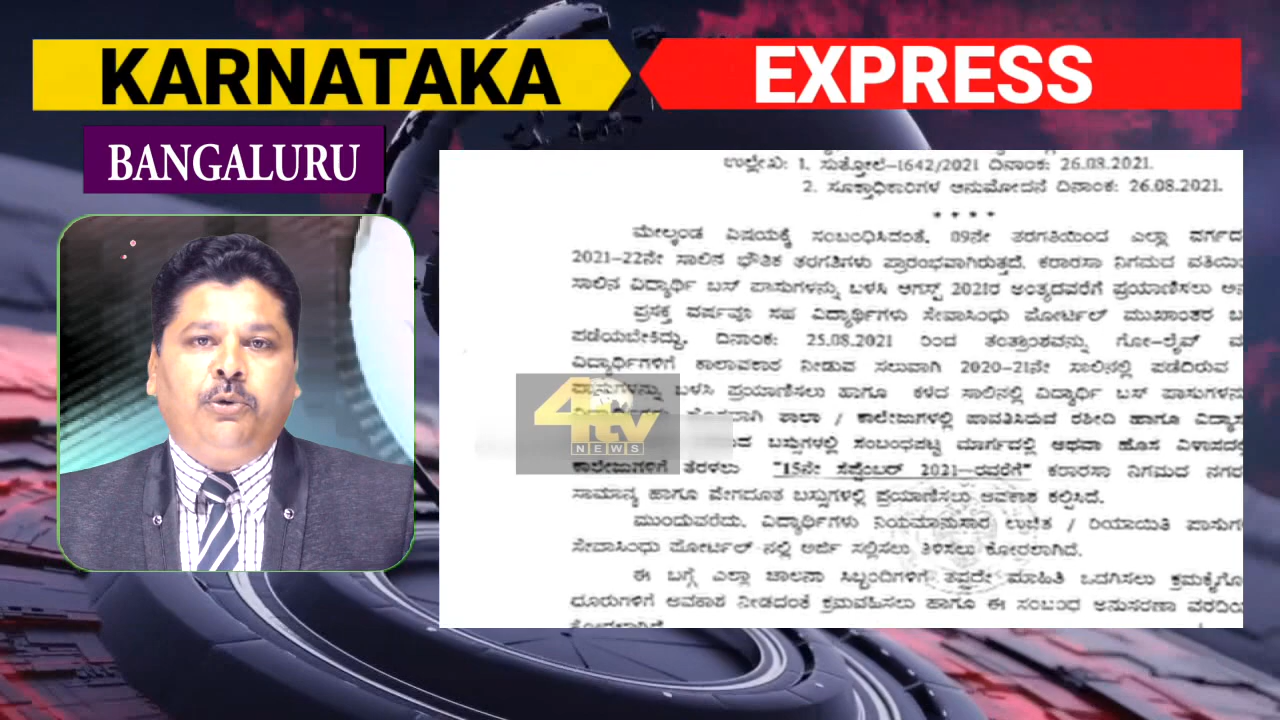 KARNATAKA EXPRESS
BANGALURU
ಉಲ್ಲೇಖ: 1. ಸುತ್ತೋಲೆ-1642/2021 ದಿನಾಂಕ: 26.08.2021.
2. ಸೂಕ್ತಾಧಿಕಾರಿಗಳ ಅನುಮೋದನೆ ದಿನಾಂಕ: 26.08.2021.
* * * *
ಮೇಲ್ಕಂಡ ವಿಷಯಕ್ಕೆ ಸಂಬಂಧಿಸಿದಂತೆ, 09ನೇ ತರಗತಿಯಿಂದ ಎಲ್ಲಾ ವರ್ಗದ
2021-22ನೇ ಸಾಲಿನ ಭೌತಿಕ ತರಗತಿಗಳು ಪ್ರಾರಂಭವಾಗಿರುತ್ತದೆ. ಕರಾರಸಾ ನಿಗಮದ ವತಿಯಿಂ
ಸಾಲಿನ ವಿದ್ಯಾರ್ಥಿ ಬಸ್ ಪಾಸುಗಳನ್ನು ಬಳಸಿ ಆಗಸ್ಟ್ 2021ರ ಅಂತ್ಯದವರೆಗೆ ಪ್ರಯಾಣಿಸಲು ಅನ
ಪ್ರಸಕ್ತ ವರ್ಷವೂ ಸಹ ವಿದ್ಯಾರ್ಥಿಗಳು ಸೇವಾಸಿಂಧು ಪೋರ್ಟಲ್ ಮುಖಾಂತರ ಬ
ಪಡೆಯಬೇಕಿದ್ದು, ದಿನಾಂಕ: 25.08.2021 ರಿಂದ ತಂತ್ರಾಂಶವನ್ನು ಗೋ-ಲೈವ್ ಮ
ವಿದ್ಯಾರ್ಥಿಗಳಿಗೆ ಕಾಲಾವಕಾಶ ನೀಡುವ ಸಲುವಾಗಿ 2020-21ನೇ ಸಾಲಿನಲ್ಲಿ ಪಡೆದಿರುವ
ಪಾಸುಗಳನ್ನು ಬಳಸಿ ಪ್ರಯಾಣಿಸಲು ಹಾಗೂ ಕಳೆದ ಸಾಲಿನಲ್ಲಿ ವಿದ್ಯಾರ್ಥಿ ಬಸ್ ಪಾಸುಗಳನ
ಶಾಲಾ / ಕಾಲೇಜುಗಳಲ್ಲಿ ಪಾವತಿಸಿರುವ ರಶೀದಿ ಹಾಗೂ ವಿದ್ಯಾಸ
ಬಸ್ಸುಗಳಲ್ಲಿ ಸಂಬಂಧಪಟ್ಟ ಮಾರ್ಗದಲ್ಲಿ ಅಥವಾ ಹೊಸ ವಿಳಾಸದ
ಕಾಲೇಜುಗಳಿಗೆ ತೆರಳಲು "15ನೇ ಸೆಪ್ಟೆಂಬರ್ 2021-ರವರೆಗೆ" ಕರಾರಸಾ ನಿಗಮದ ನಗರ
ಸಾಮಾನ್ಯ ಹಾಗೂ ವೇಗದೂತ ಬಸ್ಸುಗಳಲ್ಲಿ ಪ್ರಯಾಣಿಸಲು ಅವಕಾಶ ಕಲ್ಪಿಸಿದೆ.
ಮುಂದುವರೆಯ, ವಿದ್ಯಾರ್ಥಿಗಳು ನಿಯಮಾನುಸಾರ ಉಚಿತ / ರಿಯಾಯಿತಿ ಪಾಸುಗ
ಸೇವಾಸಿಂಧು ಪೋರ್ಟಲ್ ನಲ್ಲಿ ಅರ್ಜಿ ಸಲ್ಲಿಸಲು ತಿಳಿಸಲು ಕೋರಲಾಗಿದೆ.
ಈ ಬಗ್ಗೆ ಎಲ್ಲಾ ಚಾಲನಾ ಸಿಬ್ಬಂದಿಗಳಿಗೆ ತಪ್ಪದೇ ಮಾಹಿತಿ ಒದಗಿಸಲು ಕ್ರಮಕೈಗೊ
ದೂರುಗಳಿಗೆ ಅವಕಾಶ ನೀಡದಂತೆ ಕ್ರಮವಹಿಸಲು ಹಾಗೂ ಈ ಸಂಬಂಧ ಅನುಸರಣಾ ವರದಿಯ
4tv
NEWS